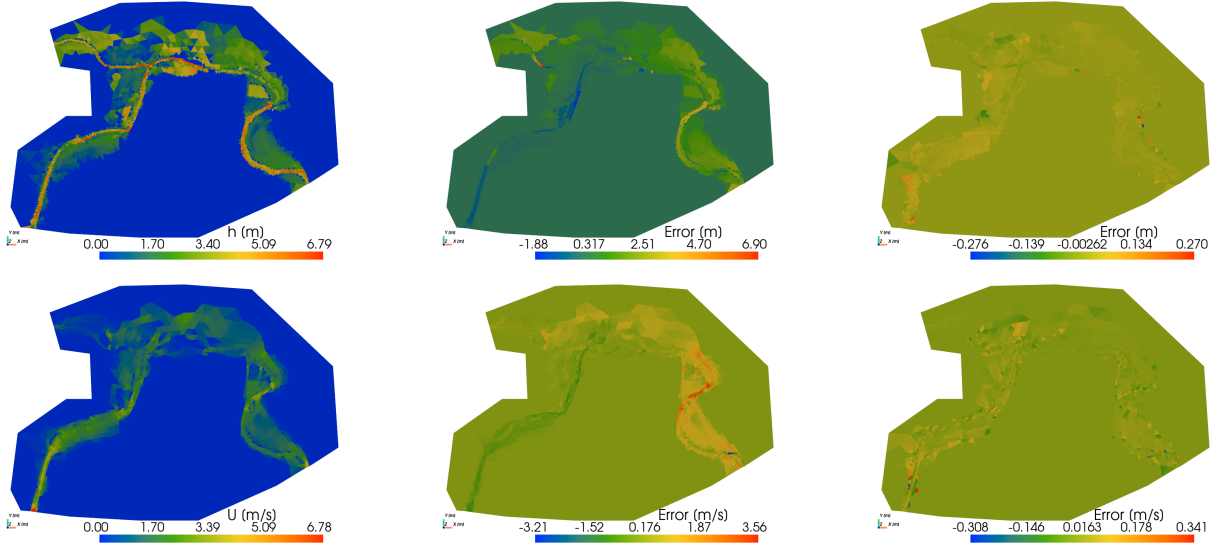 h (m)
0.00 1.70 3.40 5.09 6.79
Error (m)
-1.88 0.317 2.51 4.70 6.90
Error (m)
-0.276 -0.139 -0.00262 0.134 0.270
U (m/s)
0.00 1.70 3.39 5.09 6.78
Error (m/s)
-3.21 -1.52 0.176 1.87 3.56
Error (m/s)
-0.308 -0.146 0.0163 0.178 0.341